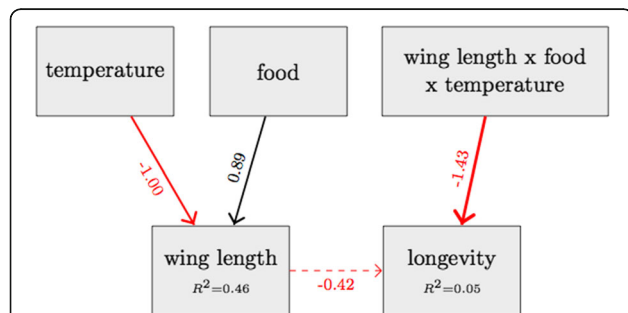 temperature
food
wing length x food
x temperature
-1.00
0.89
-1.43
wing length
R²=0.46
-0.42
longevity
R²=0.05